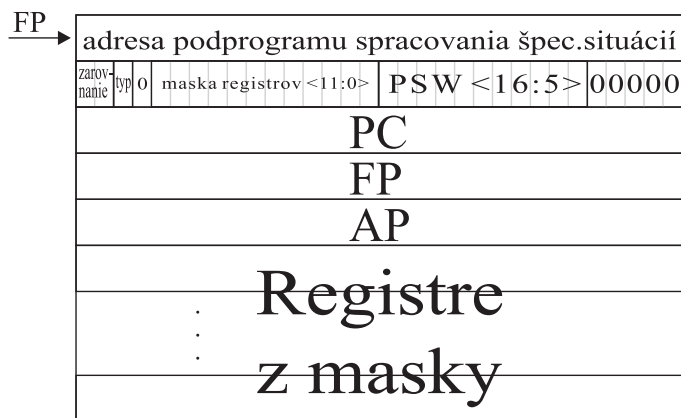 FP
adresa podprogramu spracovania špec.situácií
zarov-
nanie typ 0 maska registrov <11:0> PSW <16:5> 00000
PC
FP
AP
Registre
z masky